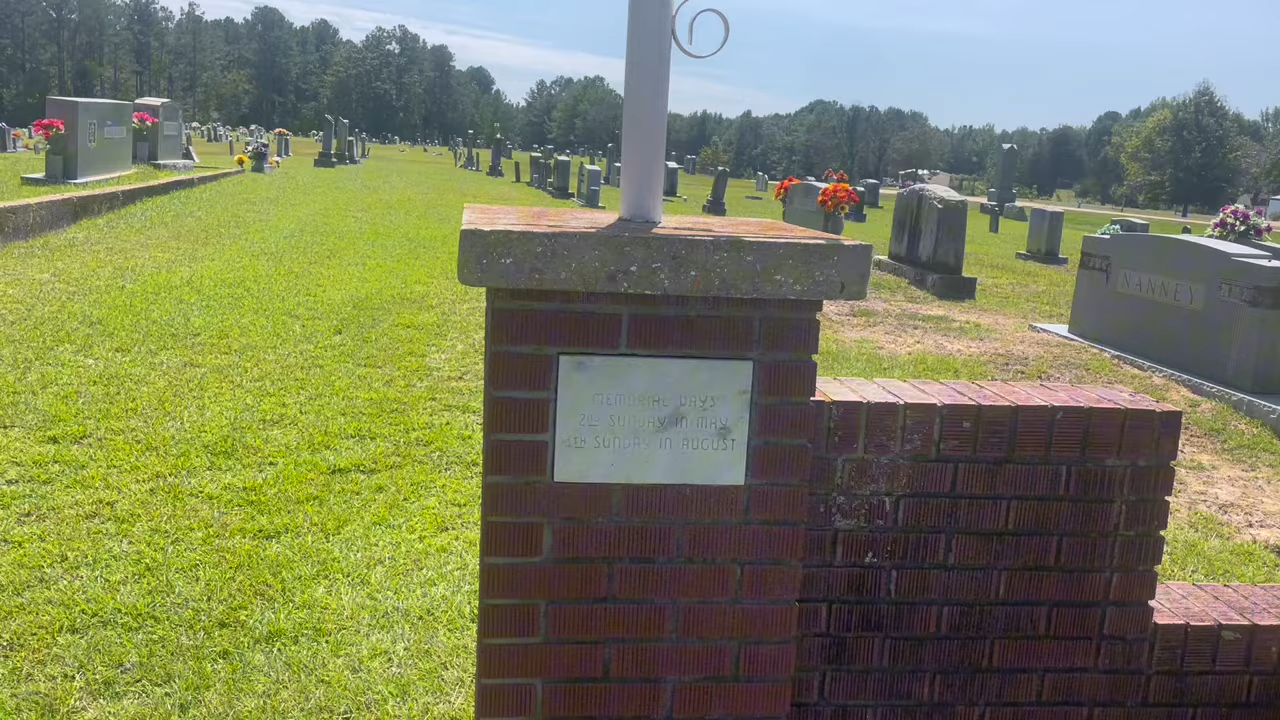 MEMORIAL DAYS
2ND SUNDAY IN MAY
SUNDAY IN AUGUST
NANNEY